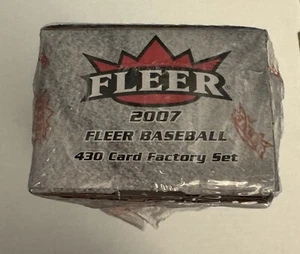 FLEER
2007
FLEER BASEBALL
430 Card Factory Set